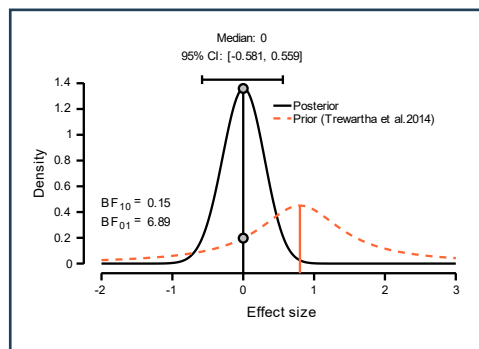 Median: 0
95% CI: [-0.581, 0.559]
1.4
1.2
1
0.8
0.6
0.4
0.2
0
Density
Posterior
Prior (Trewartha et al.2014)
BF10 = 0.15
BF01 = 6.89
-2 -1 0 1 2 3
Effect size